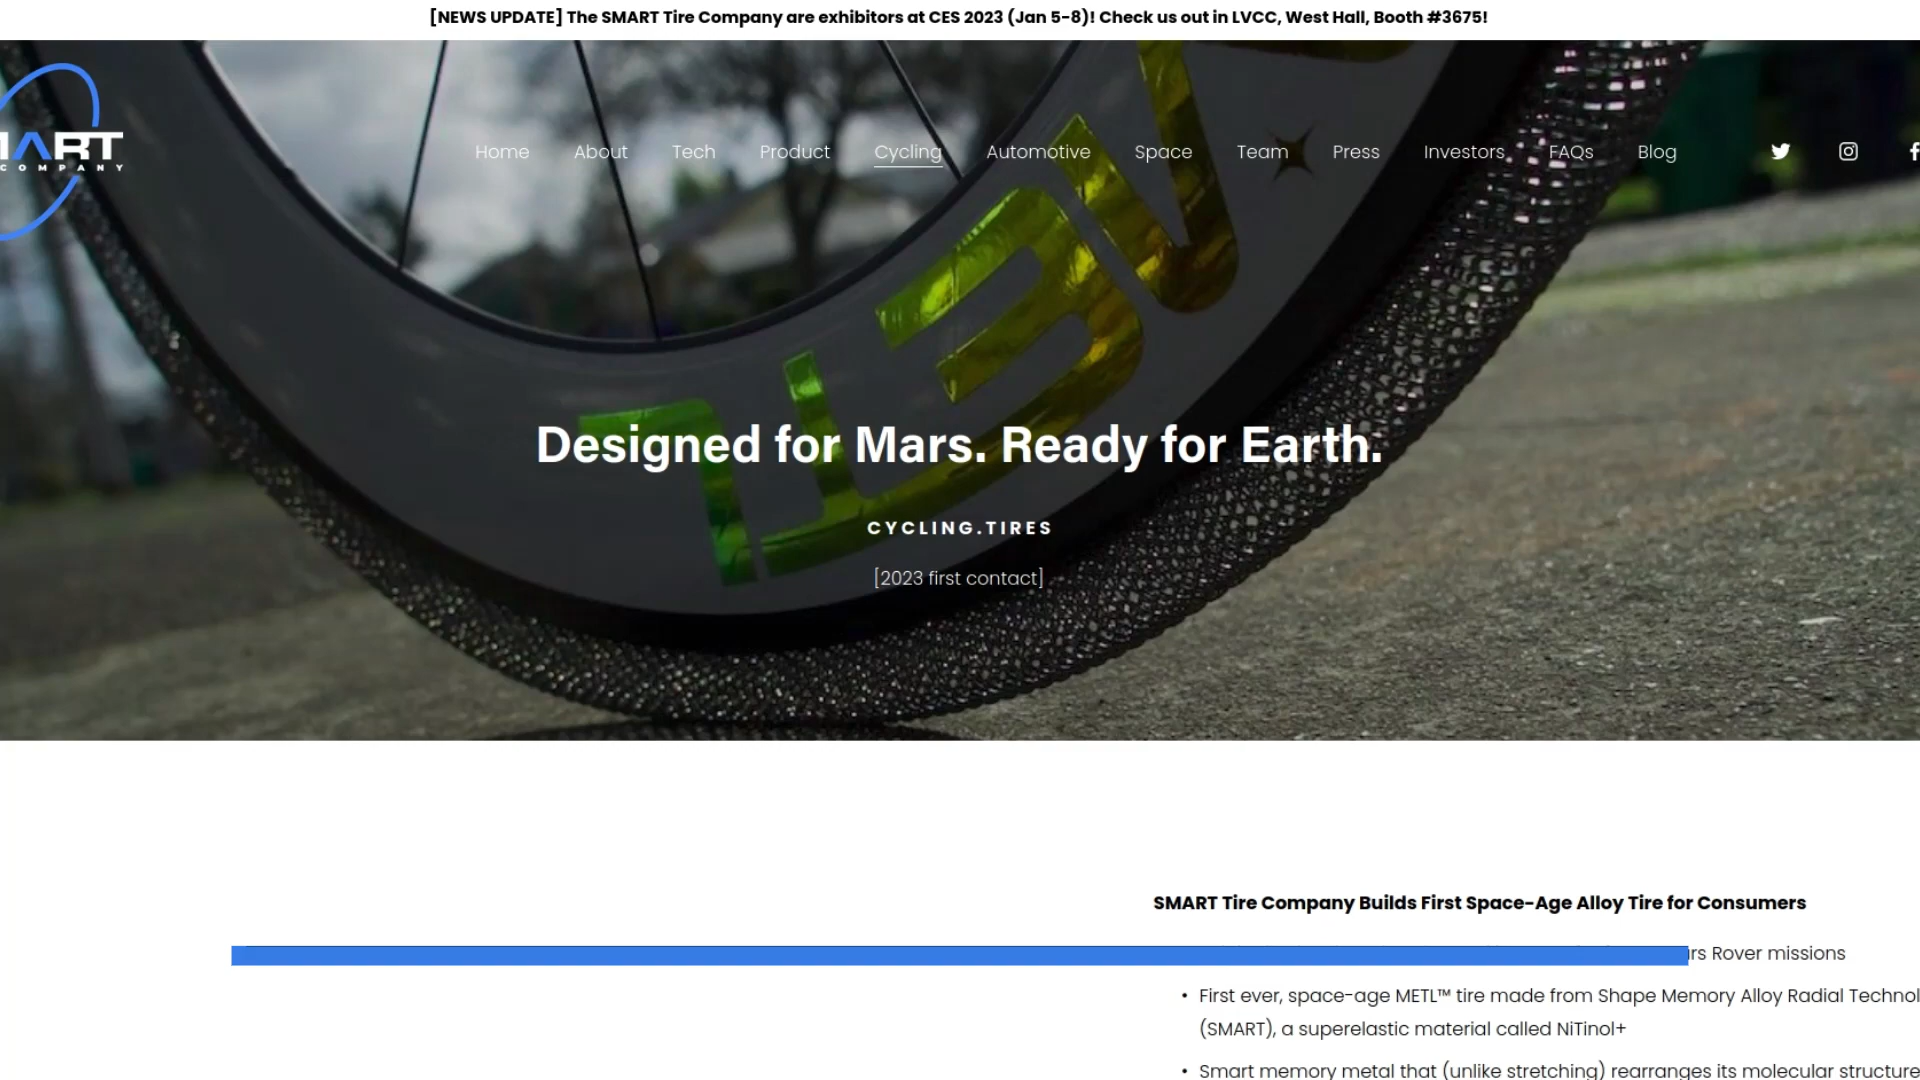 [NEWS UPDATE] The SMART Tire Company are exhibitors at CES 2023 (Jan 5-8)! Check us out in LVCC, West Hall, Booth #3675!
ART
COMPANY
Home About Tech Product Cycling Automotive Space Team Press Investors FAQs Blog
METL
Designed for Mars. Ready for Earth.
CYCLING.TIRES
[2023 first contact]
SMART Tire Company Builds First Space-Age Alloy Tire for Consumers
Rover missions
• First ever, space-age METL™ tire made from Shape Memory Alloy Radial Technol
(SMART), a superelastic material called NiTinol+
• Smart memory metal that (unlike stretching) rearranges its molecular structure